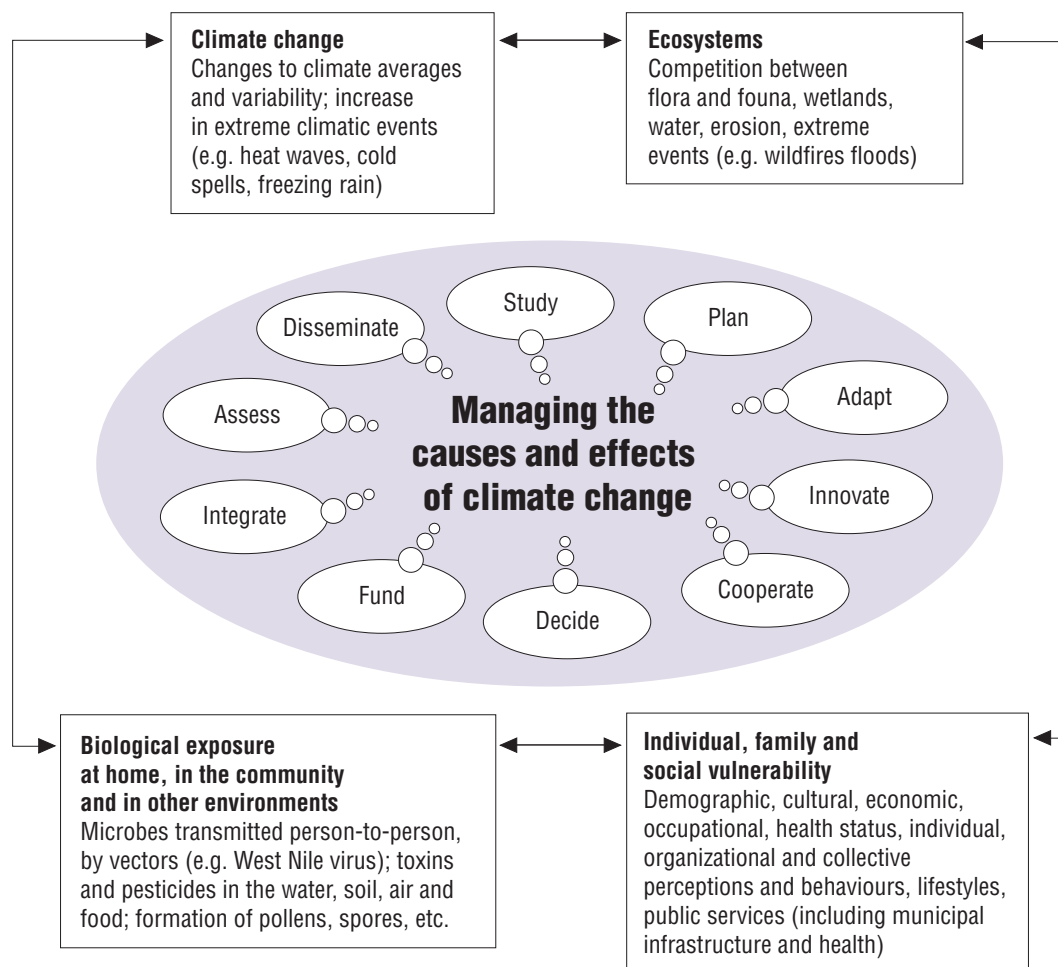 Climate change
Changes to climate averages
and variability; increase
in extreme climatic events
(e.g. heat waves, cold
spells, freezing rain)
Ecosystems
Competition between
flora and founa, wetlands,
water, erosion, extreme
events (e.g. wildfires floods)
Study
Disseminate
Plan
Assess
Adapt
Managing the
causes and effects
of climate change
Integrate
Innovate
Fund
Decide
Cooperate
Biological exposure
at home, in the community
and in other environments
Microbes transmitted person-to-person,
by vectors (e.g. West Nile virus); toxins
and pesticides in the water, soil, air and
food; formation of pollens, spores, etc.
Individual, family and
social vulnerability
Demographic, cultural, economic,
occupational, health status, individual,
organizational and collective
perceptions and behaviours, lifestyles,
public services (including municipal
infrastructure and health)